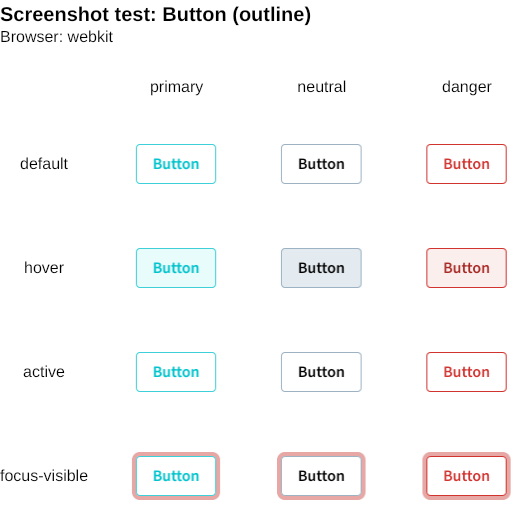 Screenshot test: Button (outline)
Browser: webkit
primary neutral danger
default Button Button Button
hover Button Button Button
active Button Button Button
focus-visible Button Button Button